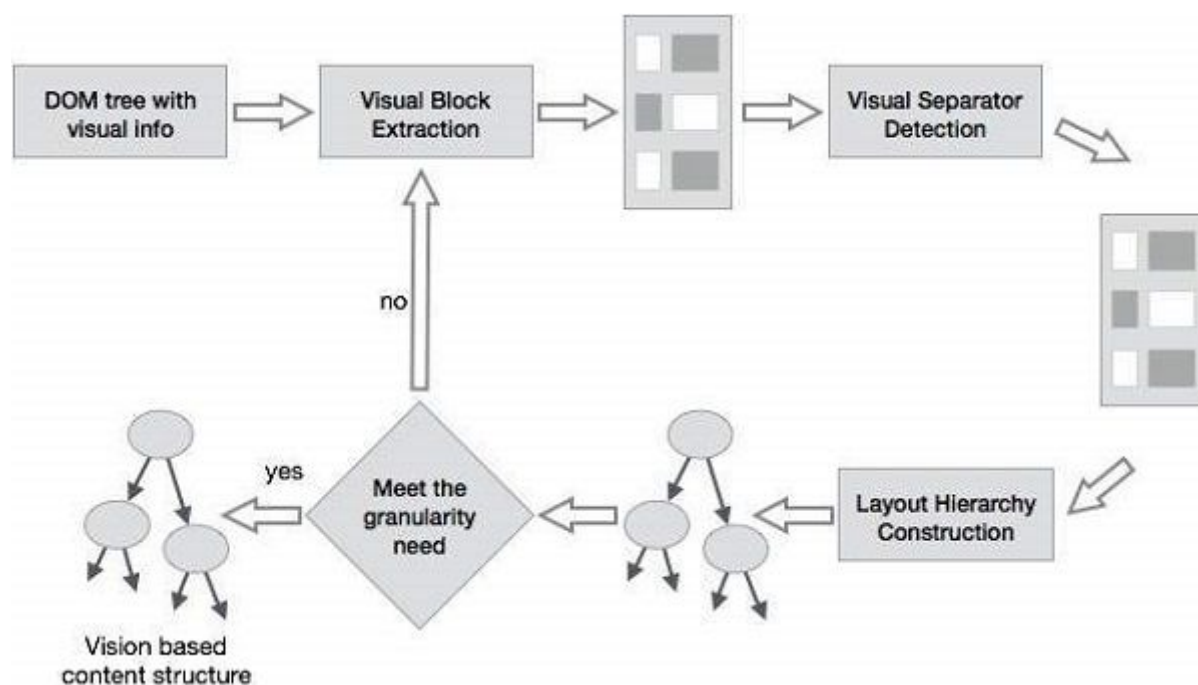 DOM tree with
visual info
Visual Block
Extraction
Visual Separator
Detection
no
yes
Meet the
granularity
need
Layout Hierarchy
Construction
Vision based
content structure